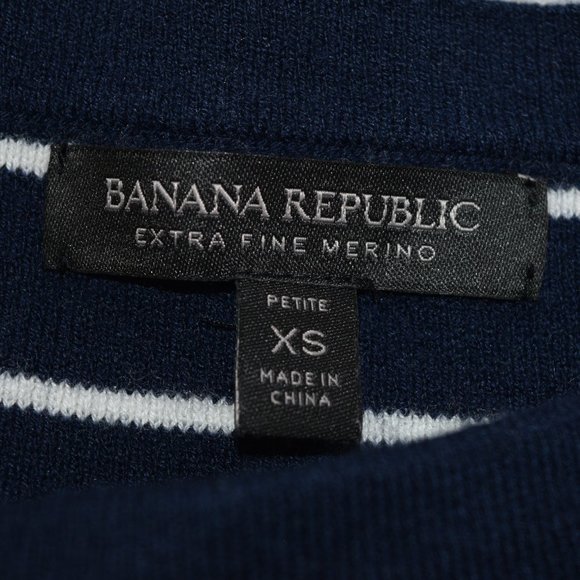 BANANA REPUBLIC
EXTRA FINE MERINO
PETITE
XS
MADE IN
CHINA